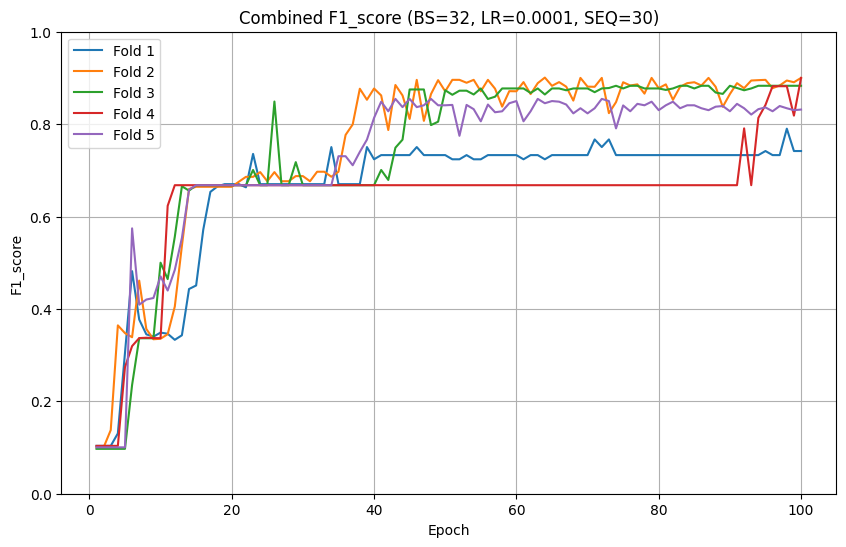 Combined F1_score (BS=32, LR=0.0001, SEQ=30)
Fold 1
Fold 2
Fold 3
Fold 4
Fold 5
1.0
0.8
0.6
0.4
0.2
0.0
F1_score
0 20 40 60 80 100
Epoch